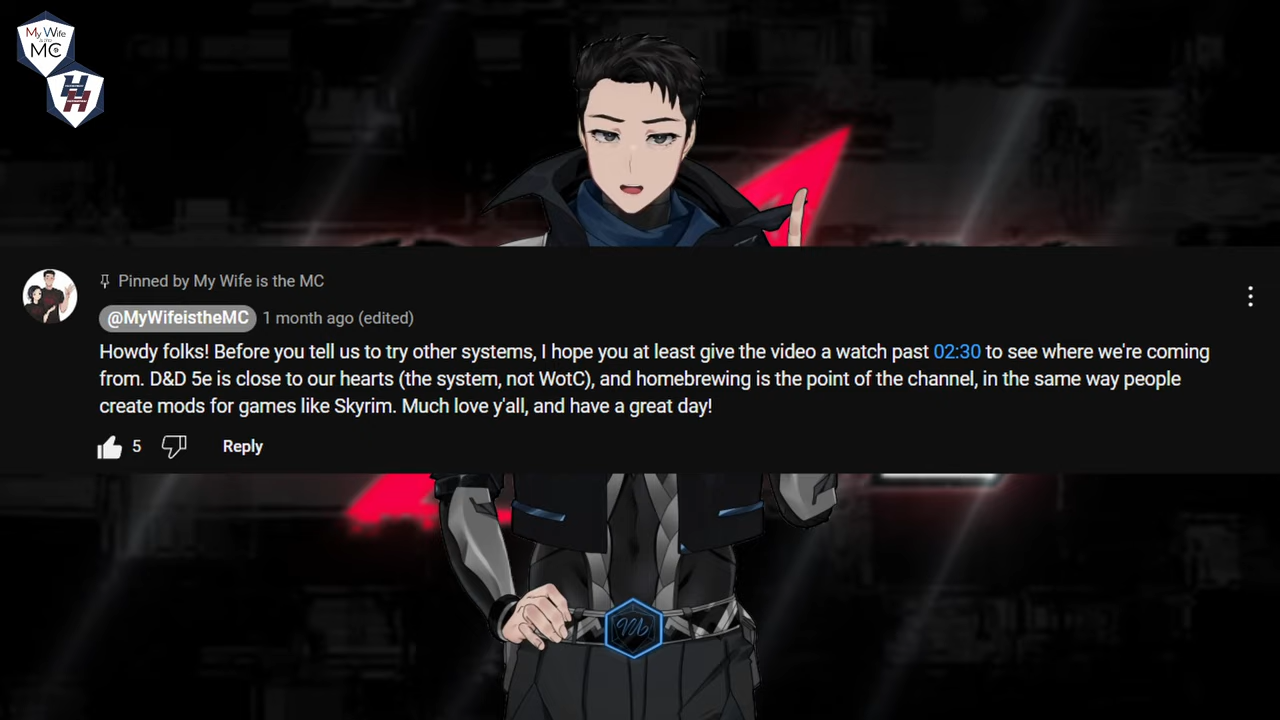 My Wife
is the
MC
Pinned by My Wife is the MC
@MyWifeistheMC 1 month ago (edited)
Howdy folks! Before you tell us to try other systems, I hope you at least give the video a watch past 02:30 to see where we're coming
from. D&D 5e is close to our hearts (the system, not WotC), and homebrewing is the point of the channel, in the same way people
create mods for games like Skyrim. Much love y'all, and have a great day!
5 Reply